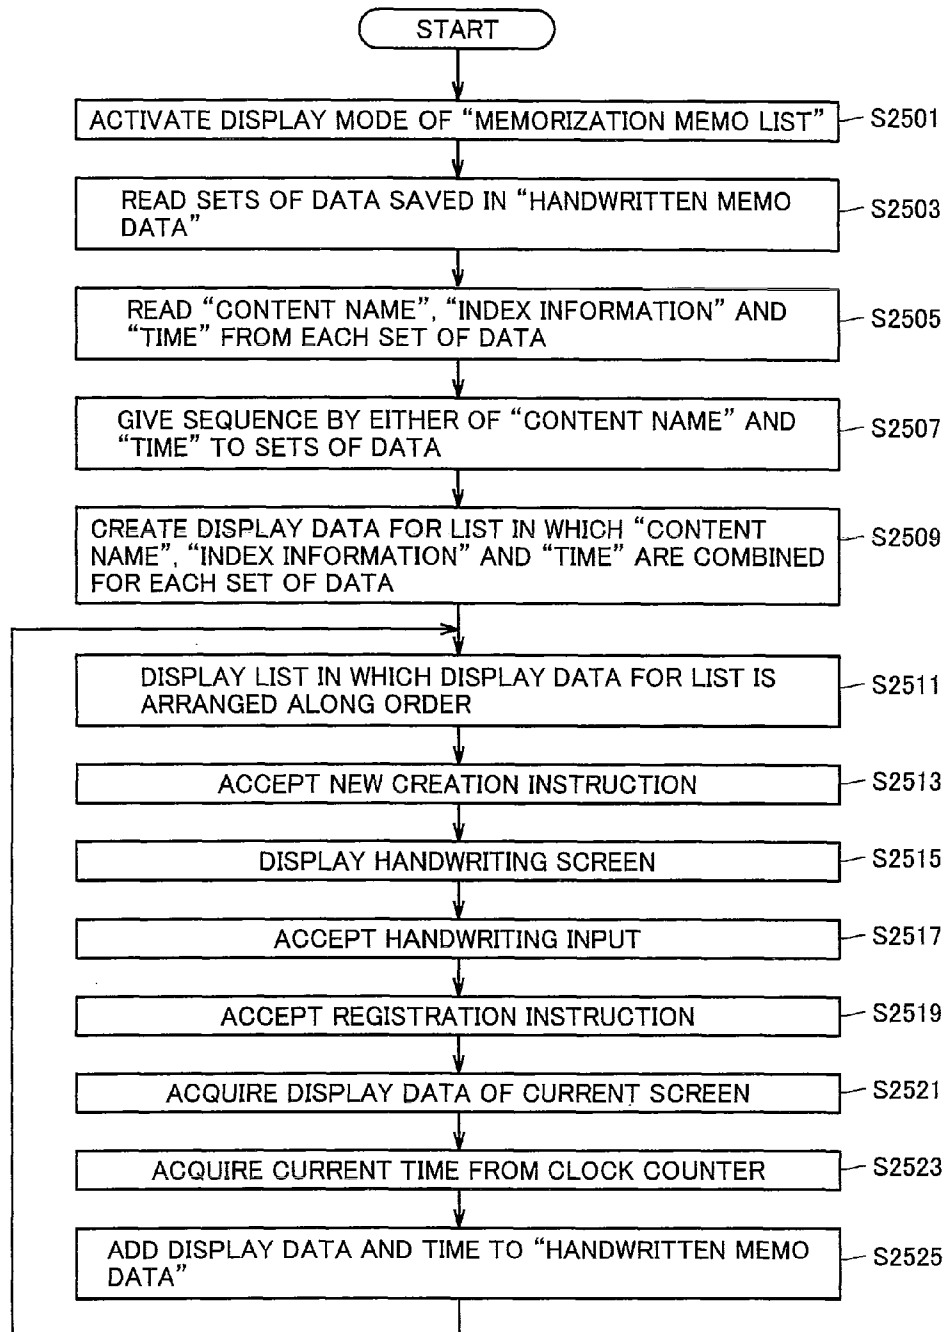 START
ACTIVATE DISPLAY MODE OF “MEMORIZATION MEMO LIST”
S2501
READ SETS OF DATA SAVED IN “HANDWRITTEN MEMO
DATA”
S2503
READ “CONTENT NAME”, “INDEX INFORMATION” AND
“TIME” FROM EACH SET OF DATA
S2505
GIVE SEQUENCE BY EITHER OF “CONTENT NAME” AND
“TIME” TO SETS OF DATA
S2507
CREATE DISPLAY DATA FOR LIST IN WHICH “CONTENT
NAME”, “INDEX INFORMATION” AND “TIME” ARE COMBINED
FOR EACH SET OF DATA
S2509
DISPLAY LIST IN WHICH DISPLAY DATA FOR LIST IS
ARRANGED ALONG ORDER
S2511
ACCEPT NEW CREATION INSTRUCTION
S2513
DISPLAY HANDWRITING SCREEN
S2515
ACCEPT HANDWRITING INPUT
S2517
ACCEPT REGISTRATION INSTRUCTION
S2519
ACQUIRE DISPLAY DATA OF CURRENT SCREEN
S2521
ACQUIRE CURRENT TIME FROM CLOCK COUNTER
S2523
ADD DISPLAY DATA AND TIME TO “HANDWRITTEN MEMO
DATA”
S2525